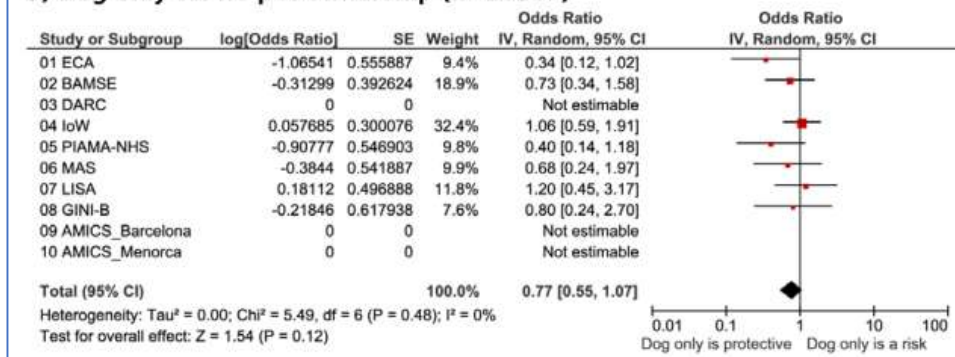 Odds Ratio Odds Ratio
Study or Subgroup log[Odds Ratio] SE Weight IV, Random, 95% CI IV, Random, 95% CI
01 ECA -1.06541 0.555887 9.4% 0.34 [0.12, 1.02]
02 BAMSE -0.31299 0.392624 18.9% 0.73 [0.34, 1.58]
03 DARC 0 0 Not estimable
04 IoW 0.057685 0.300076 32.4% 1.06 [0.59, 1.91]
05 PIAMA-NHS -0.90777 0.546903 9.8% 0.40 [0.14, 1.18]
06 MAS -0.3844 0.541887 9.9% 0.68 [0.24, 1.97]
07 LISA 0.18112 0.496888 11.8% 1.20 [0.45, 3.17]
08 GINI-B -0.21846 0.617938 7.6% 0.80 [0.24, 2.70]
09 AMICS_Barcelona 0 0 Not estimable
10 AMICS_Menorca 0 0 Not estimable
Total (95% CI) 100.0% 0.77 [0.55, 1.07]
Heterogeneity: Tau² = 0.00; Chi² = 5.49, df = 6 (P = 0.48); I² = 0%
Test for overall effect: Z = 1.54 (P = 0.12)
0.01 0.1 1 10 100
Dog only is protective Dog only is a risk